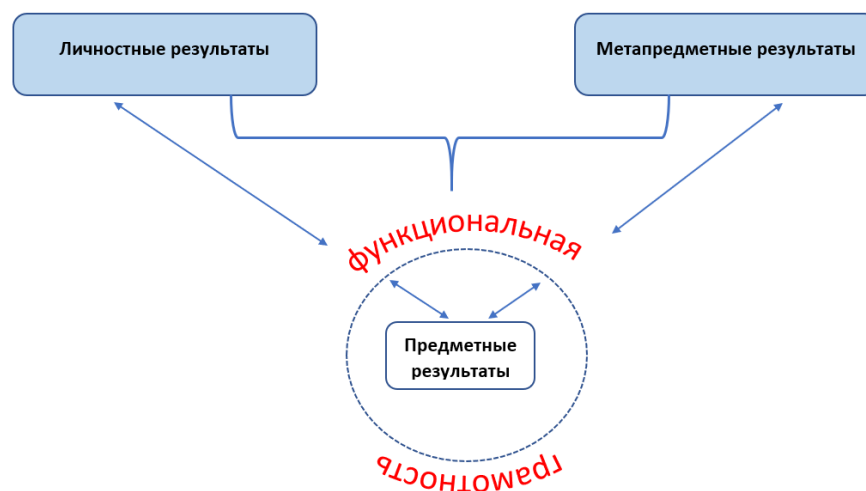 Личностные результаты
Метапредметные результаты
функциональная
Предметные
результаты
грамотность